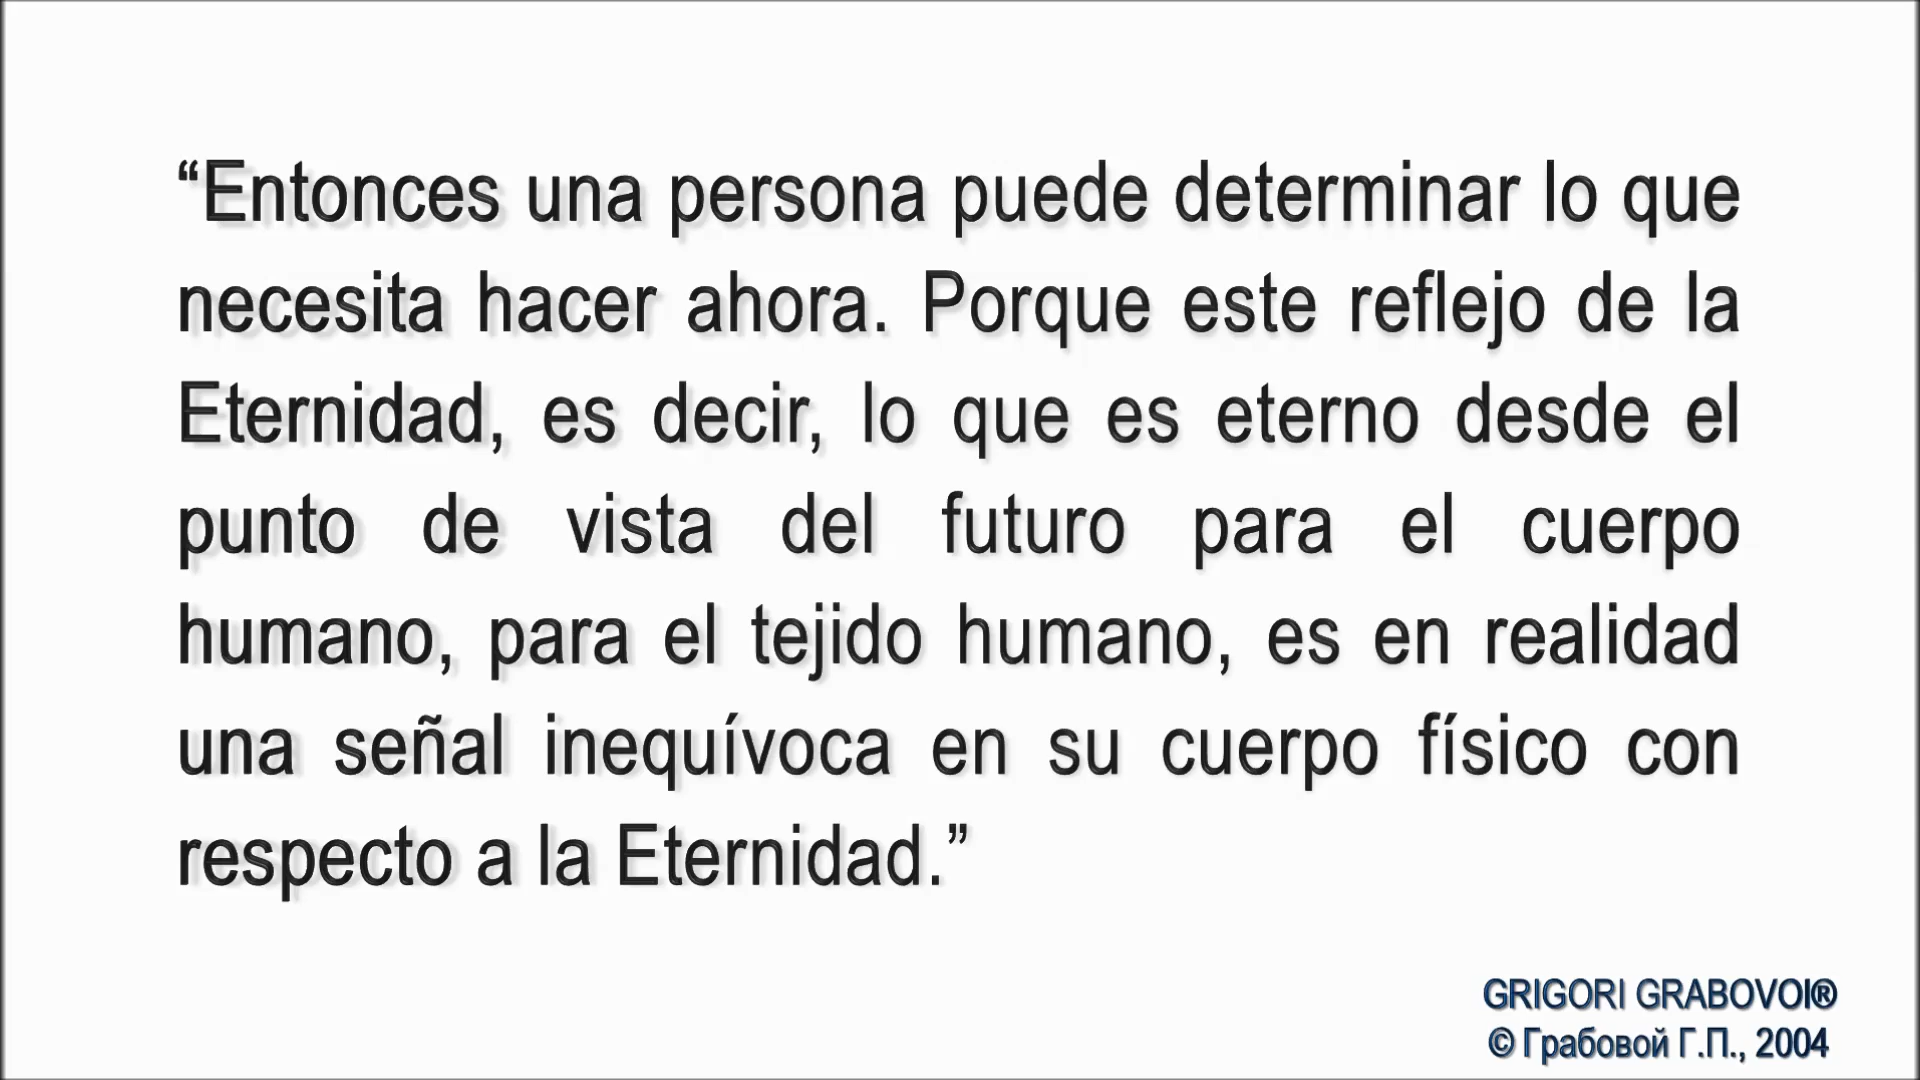 “Entonces una persona puede determinar lo que
necesita hacer ahora. Porque este reflejo de la
Eternidad, es decir, lo que es eterno desde el
punto de vista del futuro para el cuerpo
humano, para el tejido humano, es en realidad
una señal inequívoca en su cuerpo físico con
respecto a la Eternidad.”
GRIGORI GRABOVOI®
© Грабовой Г.П., 2004